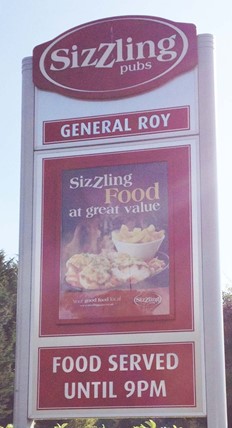 SizZling
pubs
GENERAL ROY
SizZling
Food
at great value
FOOD SERVED
UNTIL 9PM